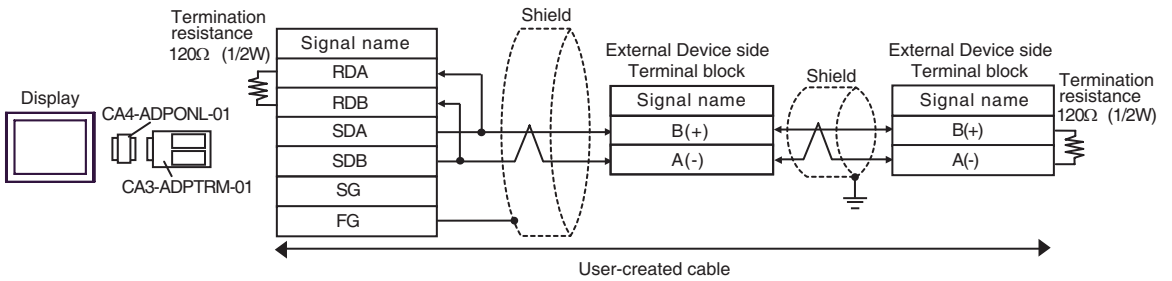 Termination
resistance
120Ω (1/2W)
Shield
Display
CA4-ADPONL-01
CA3-ADPTRM-01
Signal name
RDA
RDB
SDA
SDB
SG
FG
External Device side
Terminal block
Signal name
B(+)
A(-)
Shield
External Device side
Terminal block
Signal name
B(+)
A(-)
Termination
resistance
120Ω (1/2W)
User-created cable